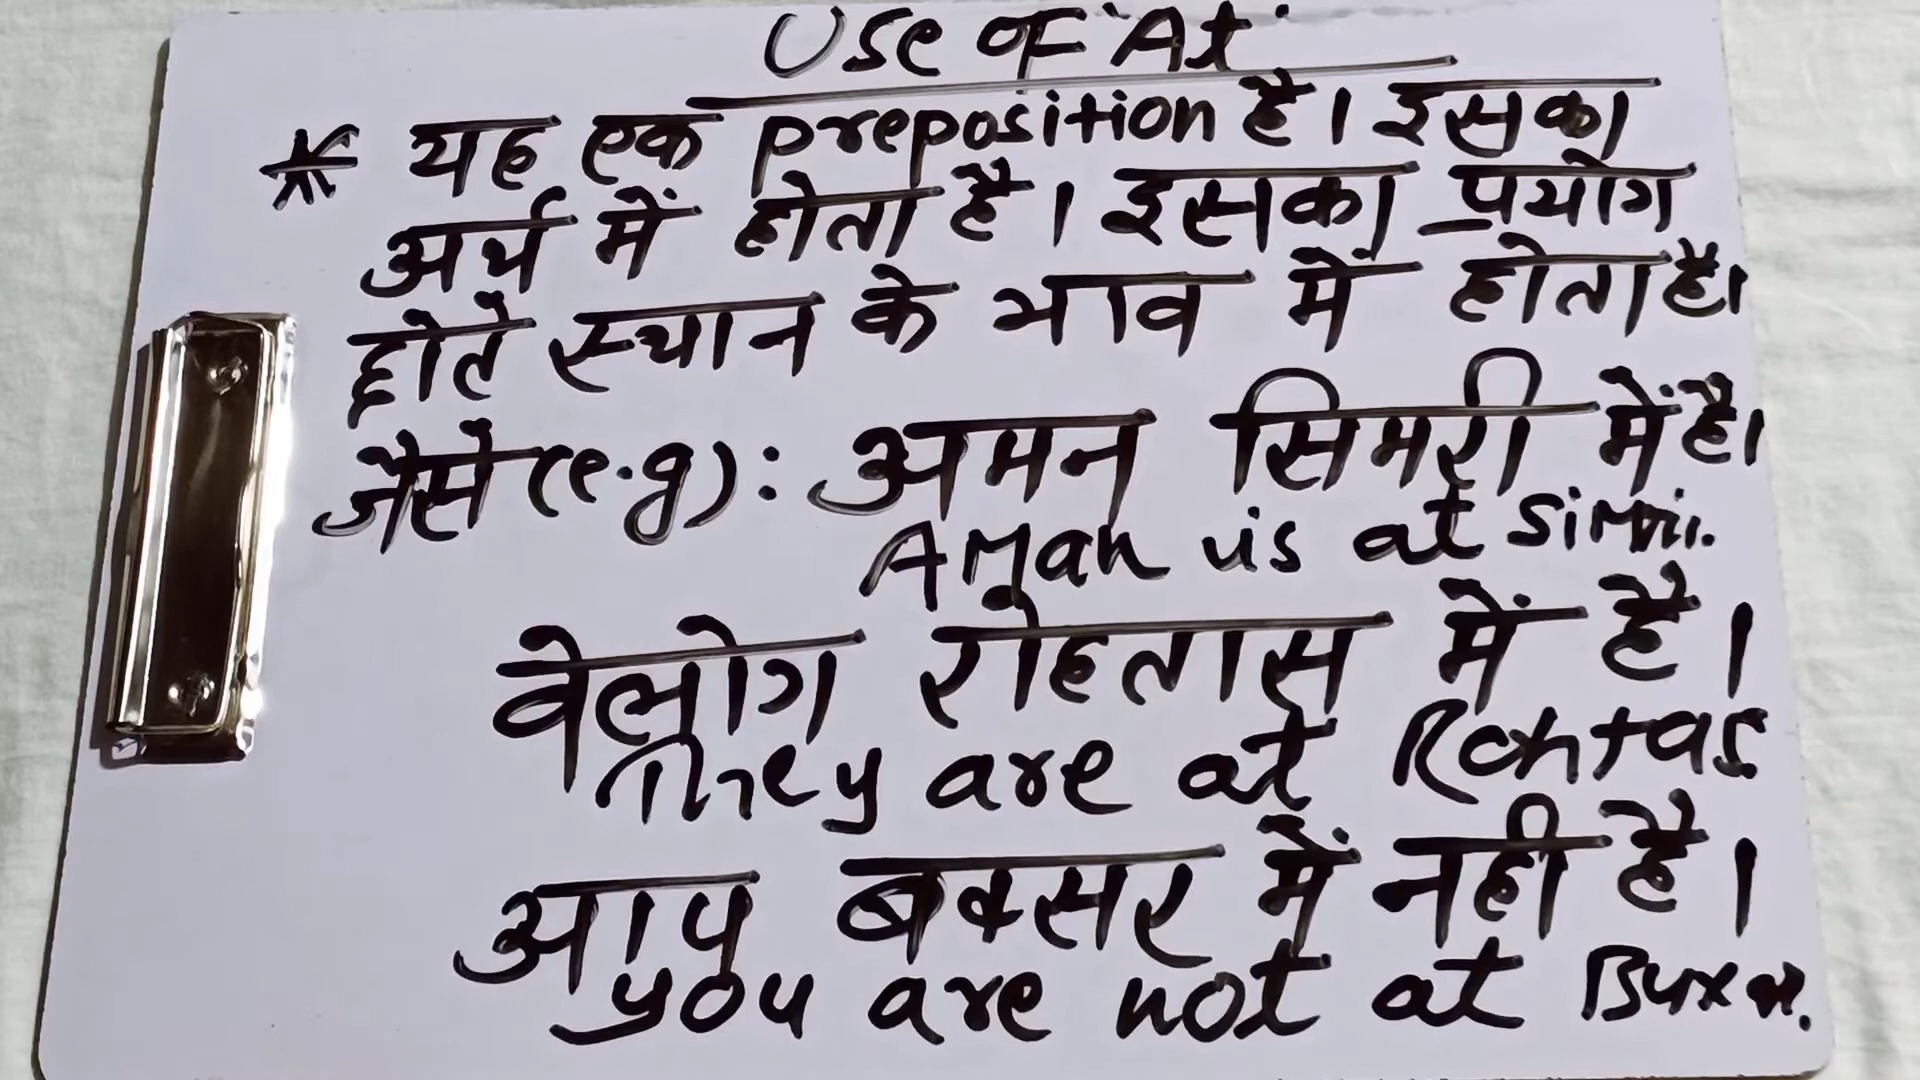 Use of 'At'
* यह एक preposition है। इसका
अर्थ में होता है। इसका प्रयोग
छोटे स्थान के भाव में होता है।
जैसे (e.g): अमन सिमरी में है।
Aman is at Simri.
वेलोग रोहतास में है।
They are at Rohtas
आप बक्सर में नही है।
you are not at Buxar.